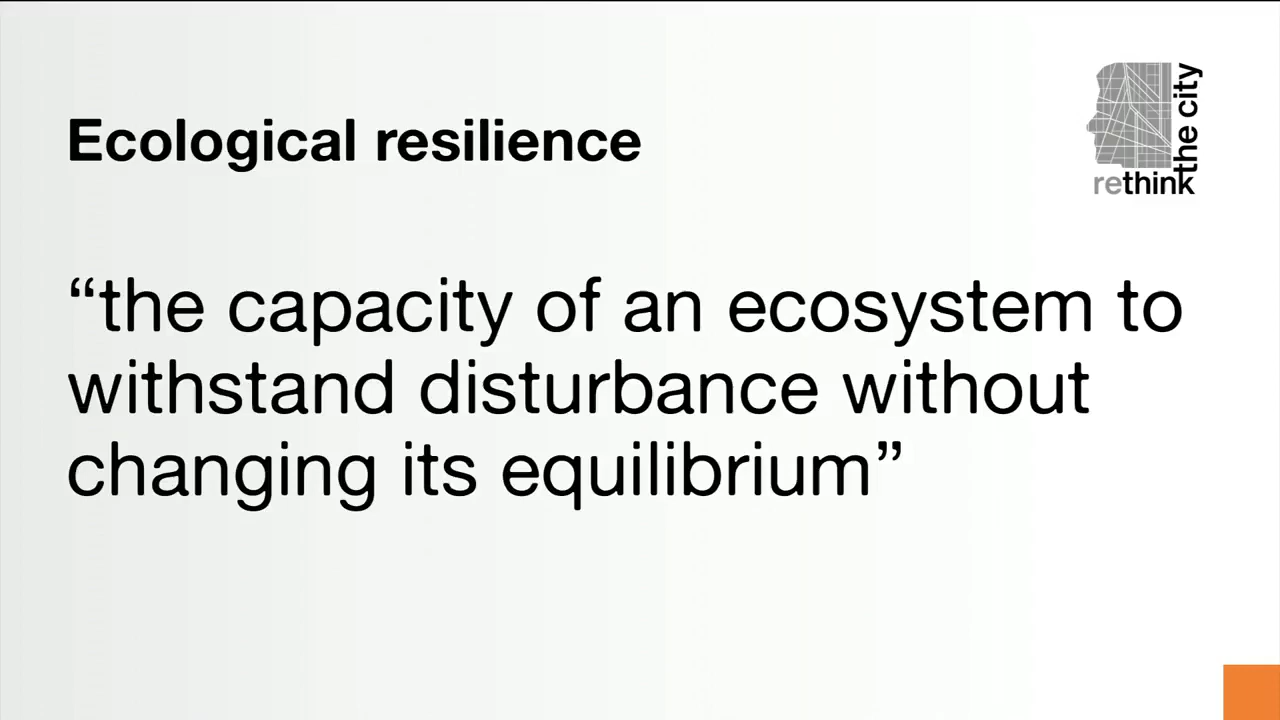 Ecological resilience
rethink
the city
“the capacity of an ecosystem to
withstand disturbance without
changing its equilibrium”